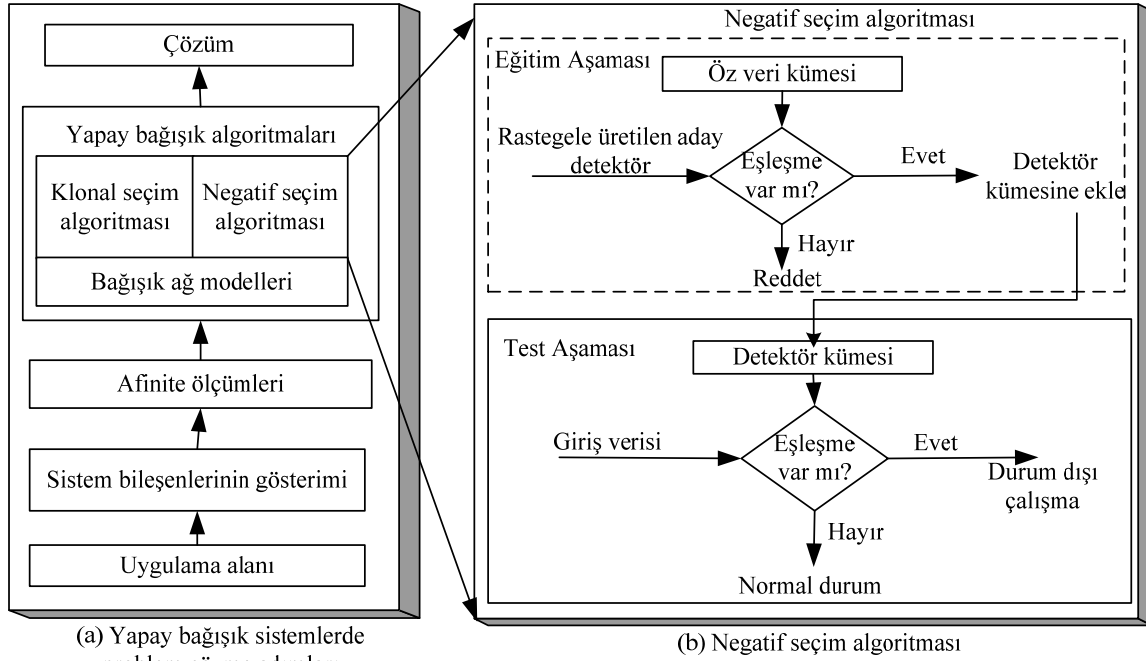 Çözüm
Yapay bağışık algoritmaları
Klonal seçim
algoritması
Negatif seçim
algoritması
Bağışık ağ modelleri
Afinite ölçümleri
Sistem bileşenlerinin gösterimi
Uygulama alanı
(a) Yapay bağışık sistemlerde
Negatif seçim algoritması
Eğitim Aşaması
Öz veri kümesi
Rastegele üretilen aday
detektör
Eşleşme
var mı?
Evet
Detektör
kümesine ekle
Hayır
Reddet
Test Aşaması
Detektör kümesi
Giriş verisi
Eşleşme
var mı?
Evet
Durum dışı
çalışma
Hayır
Normal durum
(b) Negatif seçim algoritması